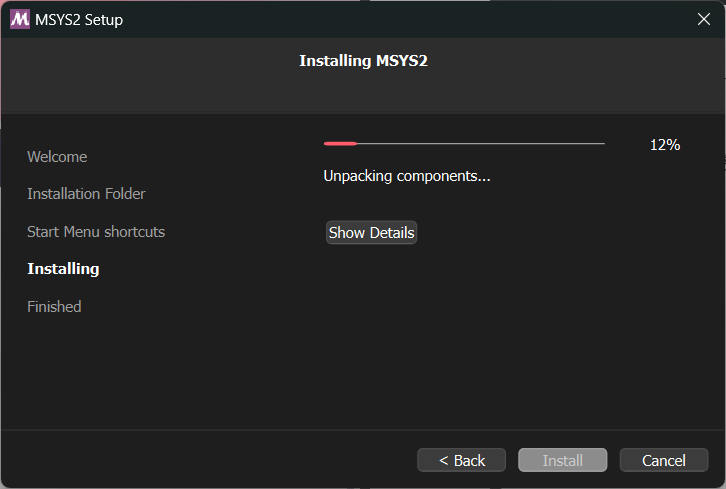 MSYS2 Setup
Installing MSYS2
Welcome
Installation Folder
Start Menu shortcuts
Installing
Finished
12%
Unpacking components...
Show Details
< Back
Install
Cancel